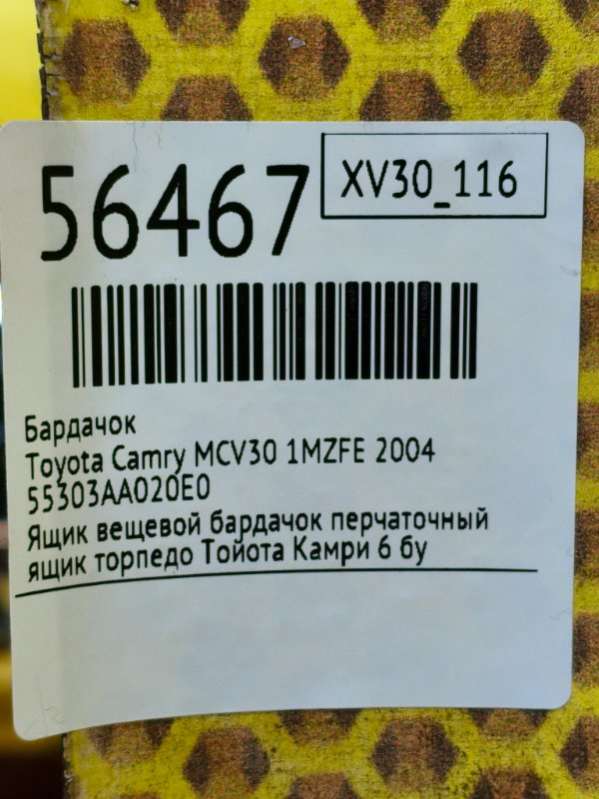 56467
XV30_116
Бардачок
Toyota Camry MCV30 1MZFE 2004
55303AA020E0
Ящик вещевой бардачок перчаточный
ящик торпедо Тойота Камри 6 бу